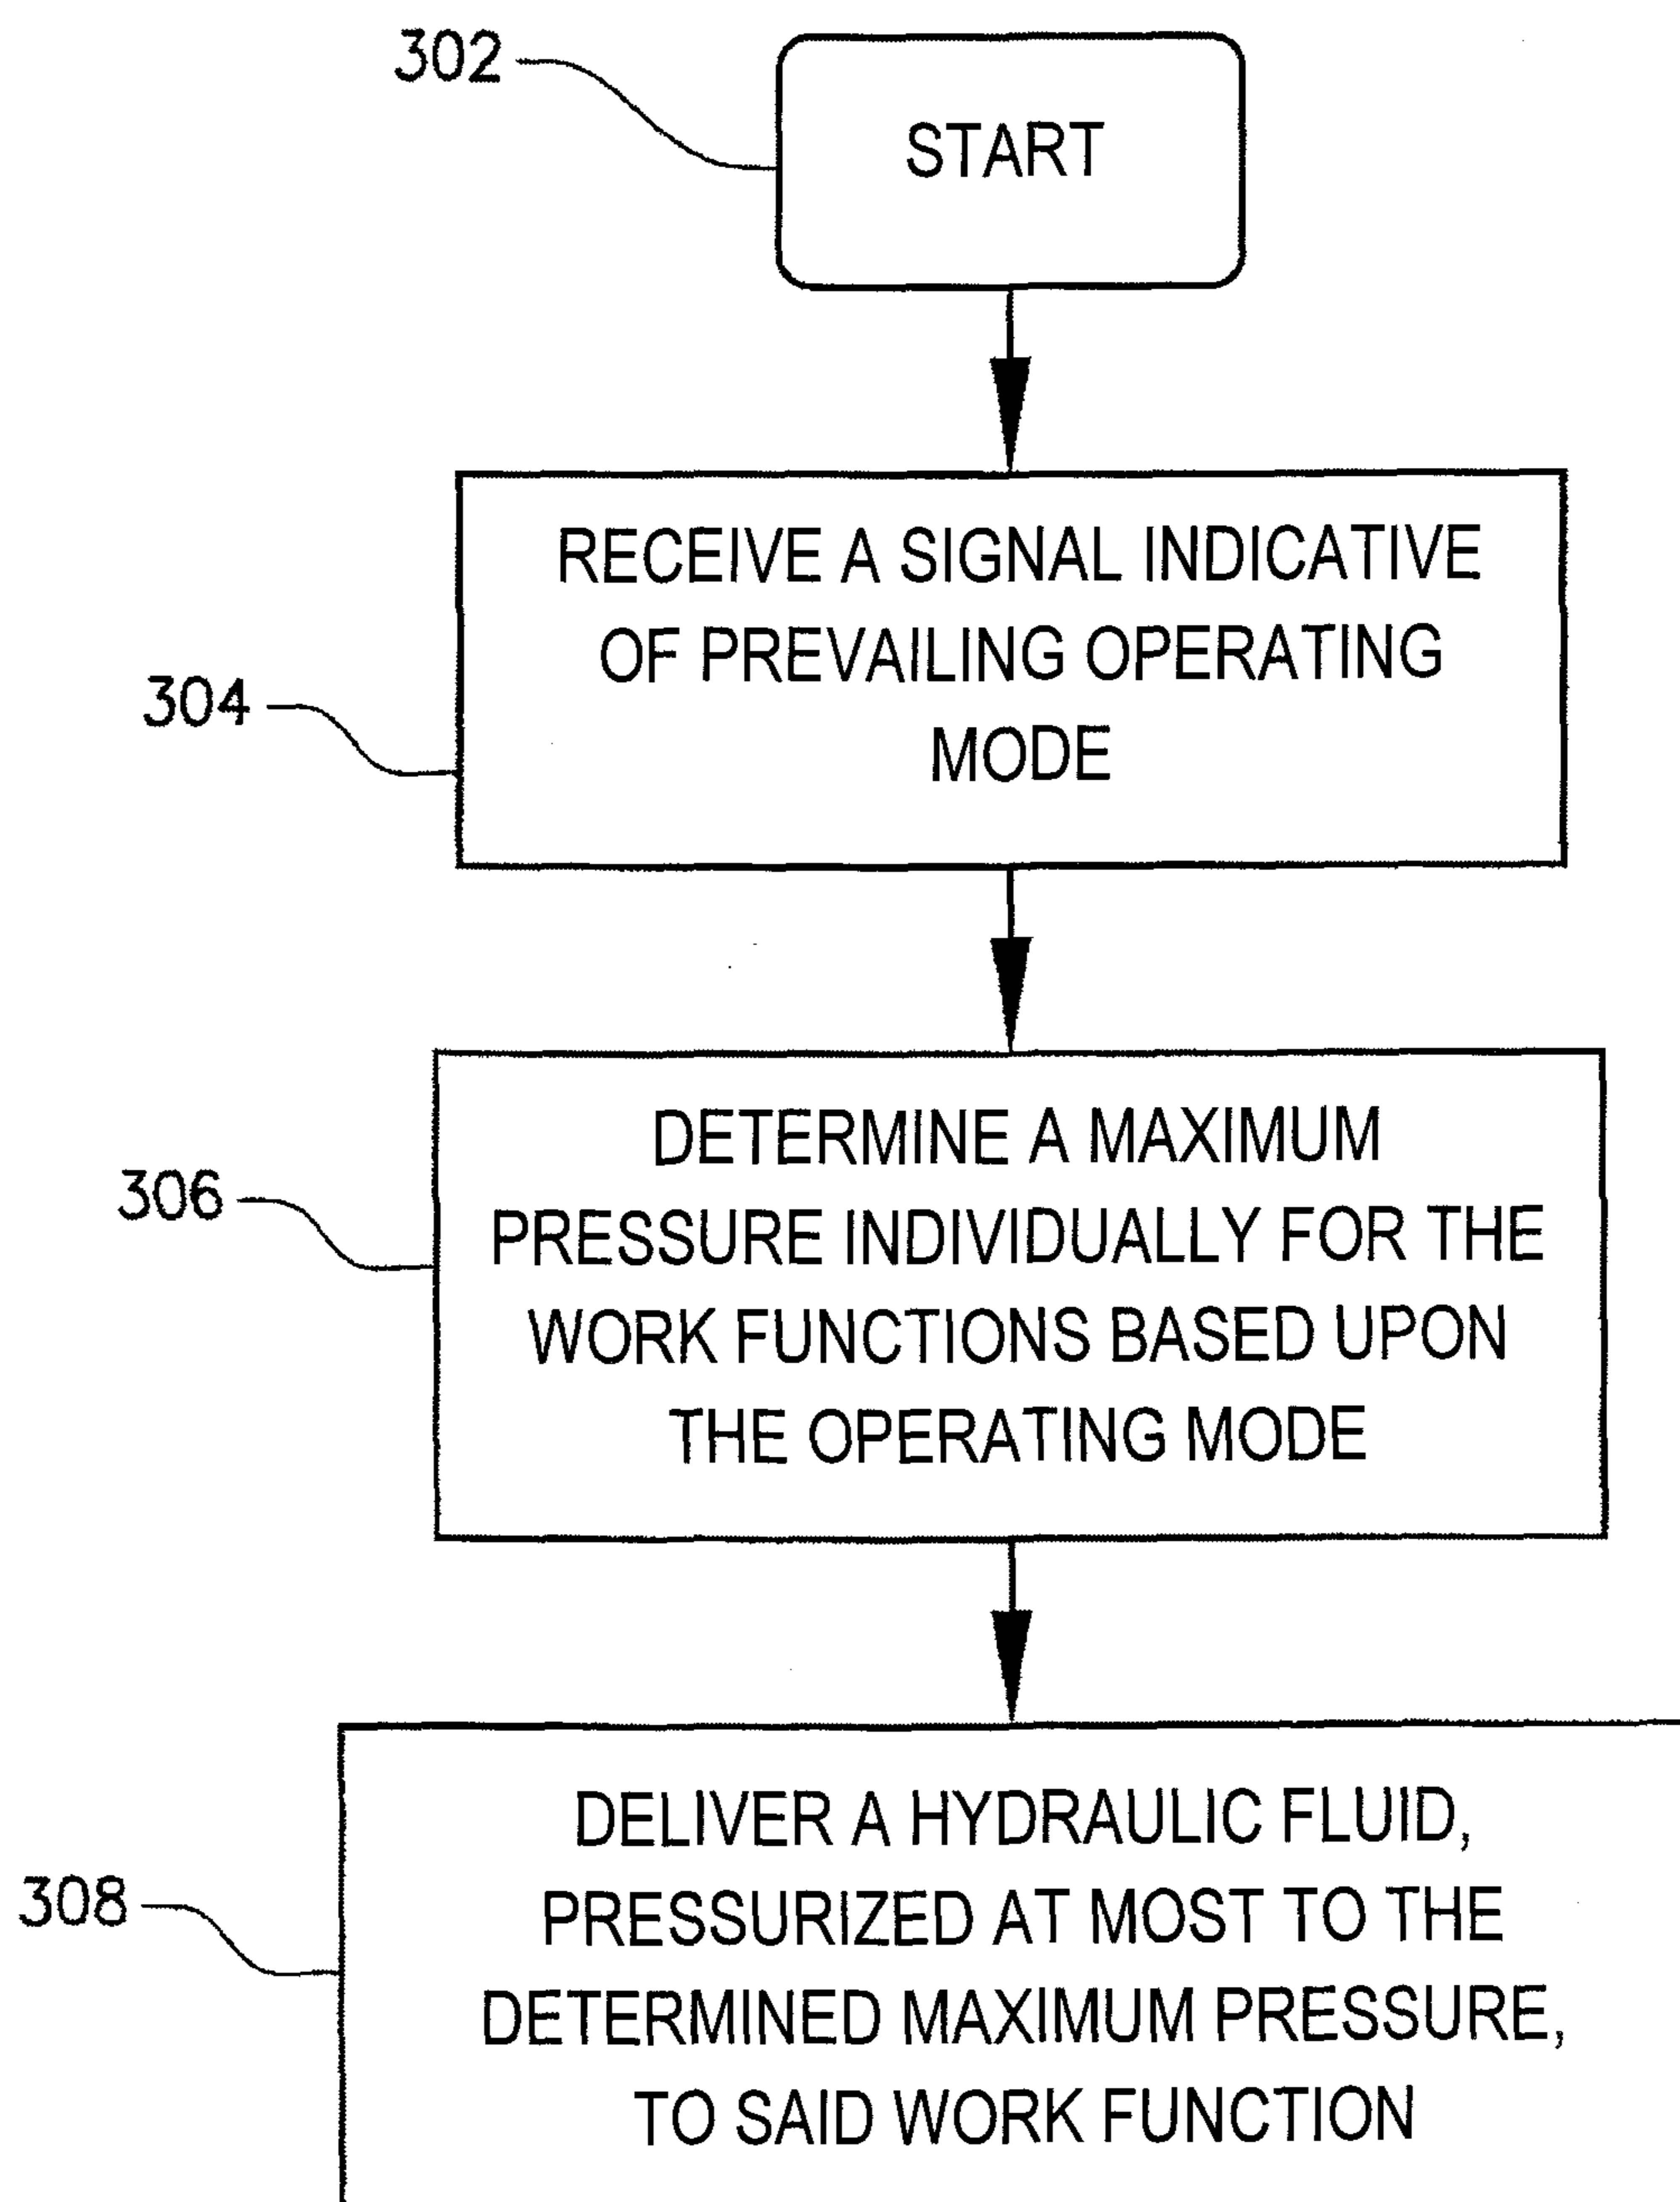 302
START
RECEIVE A SIGNAL INDICATIVE
OF PREVAILING OPERATING
MODE
304
DETERMINE A MAXIMUM
PRESSURE INDIVIDUALLY FOR THE
WORK FUNCTIONS BASED UPON
THE OPERATING MODE
306
DELIVER A HYDRAULIC FLUID,
PRESSURIZED AT MOST TO THE
DETERMINED MAXIMUM PRESSURE,
TO SAID WORK FUNCTION
308